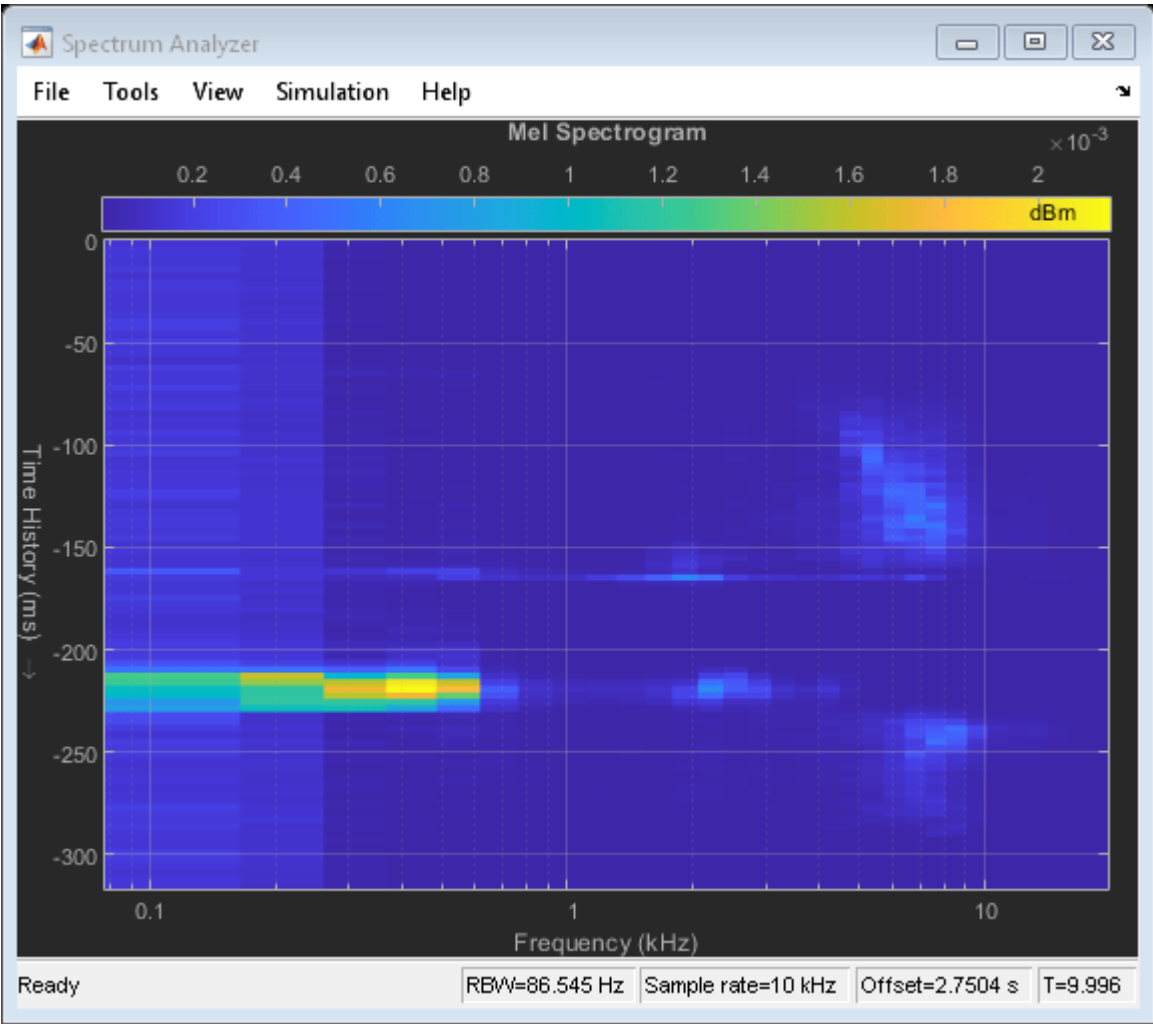 Spectrum Analyzer
File Tools View Simulation Help
Mel Spectrogram
×10-3
0.2 0.4 0.6 0.8 1 1.2 1.4 1.6 1.8 2
dBm
0
-50
-100
-150
-200
-250
-300
Time History (ms) →
0.1 1 10
Frequency (kHz)
Ready RBW=86.545 Hz Sample rate=10 kHz Offset=2.7504 s T=9.996